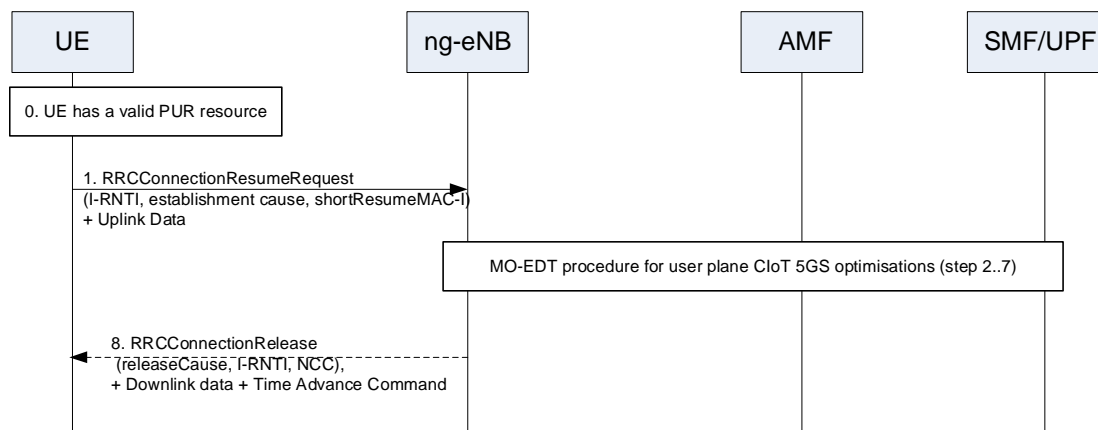 UE
ng-eNB
AMF
SMF/UPF
0. UE has a valid PUR resource
1. RRCConnectionResumeRequest
(I-RNTI, establishment cause, shortResumeMAC-I)
+ Uplink Data
MO-EDT procedure for user plane CIoT 5GS optimisations (step 2..7)
8. RRCConnectionRelease
(releaseCause, I-RNTI, NCC),
+ Downlink data + Time Advance Command